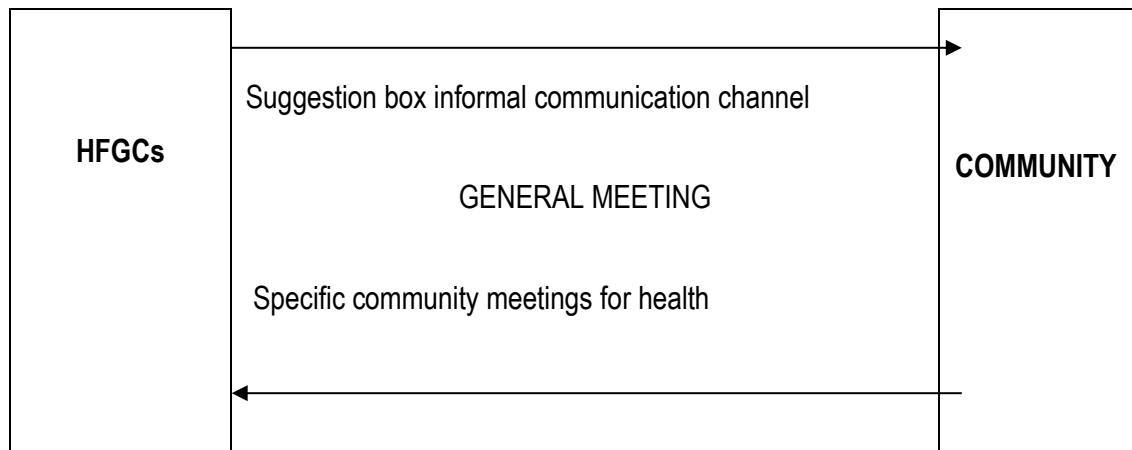 Suggestion box informal communication channel
HFGCs
COMMUNITY
GENERAL MEETING
Specific community meetings for health